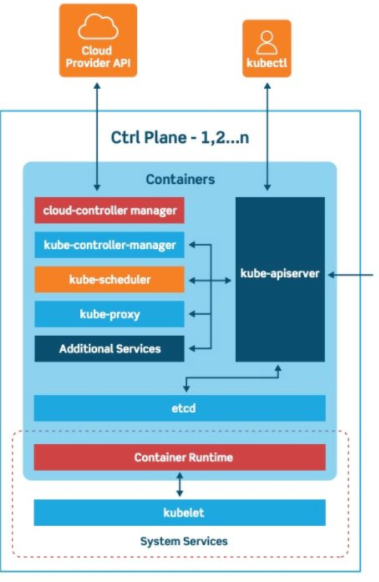 Cloud
Provider API
kubectl
Ctrl Plane - 1,2...n
Containers
cloud-controller manager
kube-controller-manager
kube-scheduler
kube-proxy
Additional Services
kube-apiserver
etcd
Container Runtime
kubelet
System Services